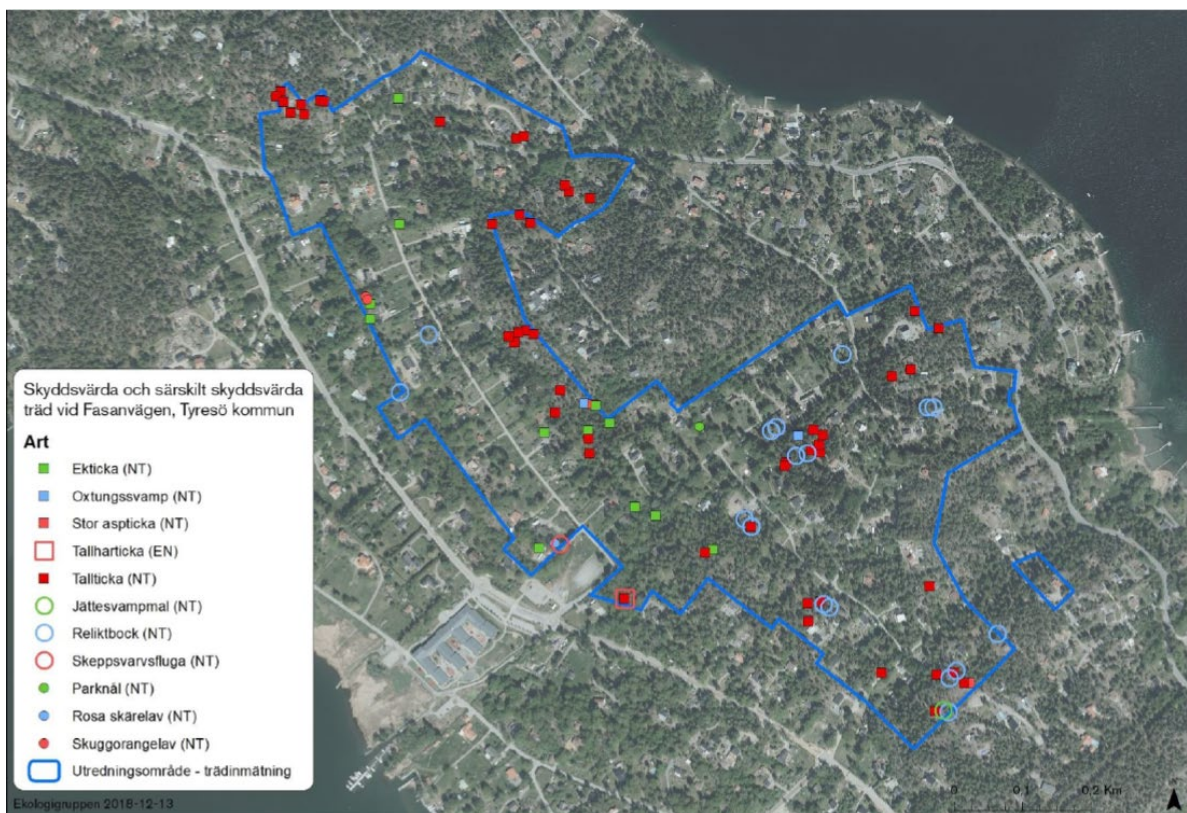 Skyddsvärda och särskilt skyddsvärda
träd vid Fasanvägen, Tyresö kommun
Art
Ekticka (NT)
Oxtungssvamp (NT)
Stor aspticka (NT)
Tallharticka (EN)
Tallticka (NT)
Jättesvampmal (NT)
Reliktbock (NT)
Skeppsvarvsfluga (NT)
Parknål (NT)
Rosa skärelav (NT)
Skuggorangelav (NT)
Utredningsområde - trädinmätning
Ekologigruppen 2018-12-13
0 0,1 0,2 Km